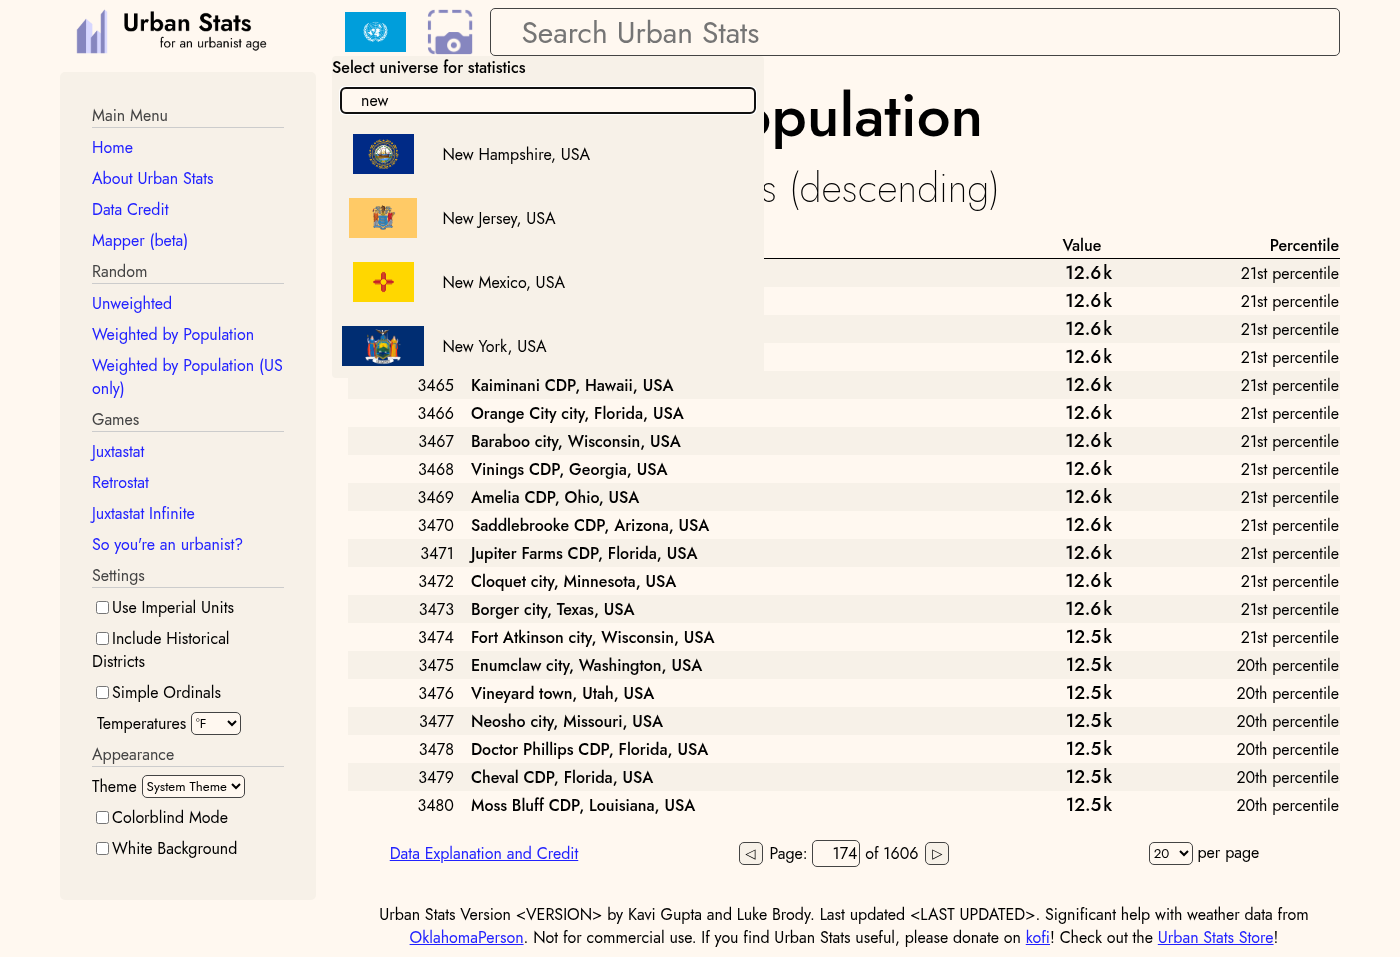 Urban Stats
for an urbanist age
Search Urban Stats
Select universe for statistics
new
New Hampshire, USA
New Jersey, USA
New Mexico, USA
New York, USA
Main Menu
Home
About Urban Stats
Data Credit
Mapper (beta)
Random
Unweighted
Weighted by Population
Weighted by Population (US
only)
Games
Juxtastat
Retrostat
Juxtastat Infinite
So you're an urbanist?
Settings
Use Imperial Units
Include Historical
Districts
Simple Ordinals
Temperatures °F
Appearance
Theme System Theme
Colorblind Mode
White Background
opulation
s (descending)
Value Percentile
12.6k 21st percentile
12.6k 21st percentile
12.6k 21st percentile
12.6k 21st percentile
3465 Kaiminani CDP, Hawaii, USA 12.6k 21st percentile
3466 Orange City city, Florida, USA 12.6k 21st percentile
3467 Baraboo city, Wisconsin, USA 12.6k 21st percentile
3468 Vinings CDP, Georgia, USA 12.6k 21st percentile
3469 Amelia CDP, Ohio, USA 12.6k 21st percentile
3470 Saddlebrooke CDP, Arizona, USA 12.6k 21st percentile
3471 Jupiter Farms CDP, Florida, USA 12.6k 21st percentile
3472 Cloquet city, Minnesota, USA 12.6k 21st percentile
3473 Borger city, Texas, USA 12.6k 21st percentile
3474 Fort Atkinson city, Wisconsin, USA 12.5k 21st percentile
3475 Enumclaw city, Washington, USA 12.5k 20th percentile
3476 Vineyard town, Utah, USA 12.5k 20th percentile
3477 Neosho city, Missouri, USA 12.5k 20th percentile
3478 Doctor Phillips CDP, Florida, USA 12.5k 20th percentile
3479 Cheval CDP, Florida, USA 12.5k 20th percentile
3480 Moss Bluff CDP, Louisiana, USA 12.5k 20th percentile
Data Explanation and Credit ◁ Page: 174 of 1606 ▷ 20 per page
Urban Stats Version <VERSION> by Kavi Gupta and Luke Brody. Last updated <LAST UPDATED>. Significant help with weather data from
OklahomaPerson. Not for commercial use. If you find Urban Stats useful, please donate on kofi! Check out the Urban Stats Store!